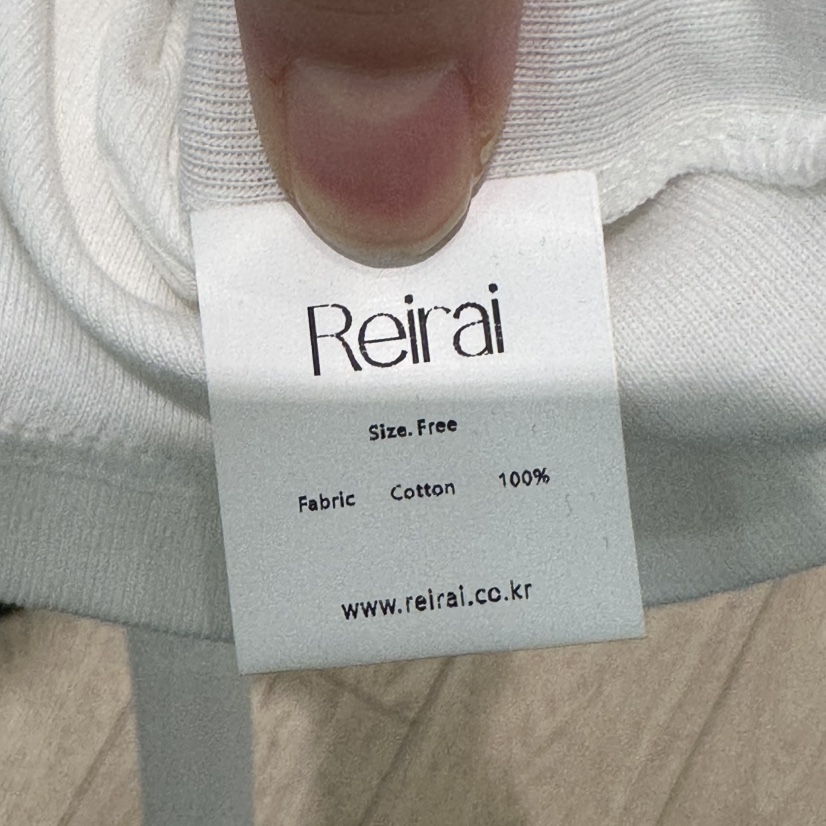 Reirai
Size. Free
Fabric Cotton 100%
www.reirai.co.kr